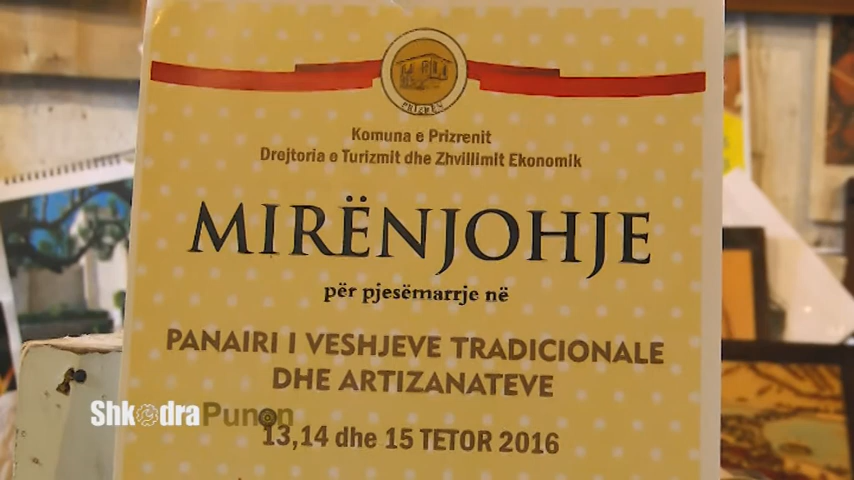 PRIZREN
Komuna e Prizrenit
Drejtoria e Turizmit dhe Zhvillimit Ekonomik
MIRËNJOHJE
për pjesëmarrje në
PANAIRI I VESHJEVE TRADICIONALE
DHE ARTIZANATEVE
ShkodraPunon
13,14 dhe 15 TETOR 2016